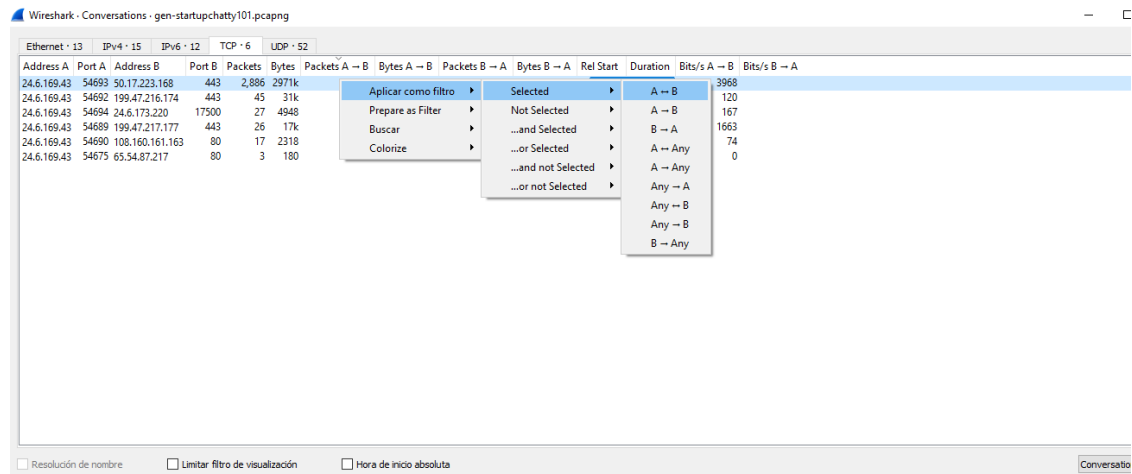 Wireshark · Conversations · gen-startupchatty101.pcapng
Ethernet · 13 IPv4 · 15 IPv6 · 12 TCP · 6 UDP · 52
Address A Port A Address B Port B Packets Bytes Packets A → B Bytes A → B Packets B → A Bytes B → A Rel Start Duration Bits/s A → B Bits/s B → A
24.6.169.43 54693 50.17.223.168 443 2,886 2971k 3968
24.6.169.43 54692 199.47.216.174 443 45 31k 120
24.6.169.43 54694 24.6.173.220 17500 27 4948 167
24.6.169.43 54689 199.47.217.177 443 26 17k 1663
24.6.169.43 54690 108.160.161.163 80 17 2318 74
24.6.169.43 54675 65.54.87.217 80 3 180 0
Aplicar como filtro
Prepare as Filter
Buscar
Colorize
Selected
Not Selected
...and Selected
...or Selected
...and not Selected
...or not Selected
A ↔ B
A → B
B → A
A ↔ Any
A → Any
Any → A
Any ↔ B
Any → B
B → Any
Resolución de nombre Limitar filtro de visualización Hora de inicio absoluta Conversatio